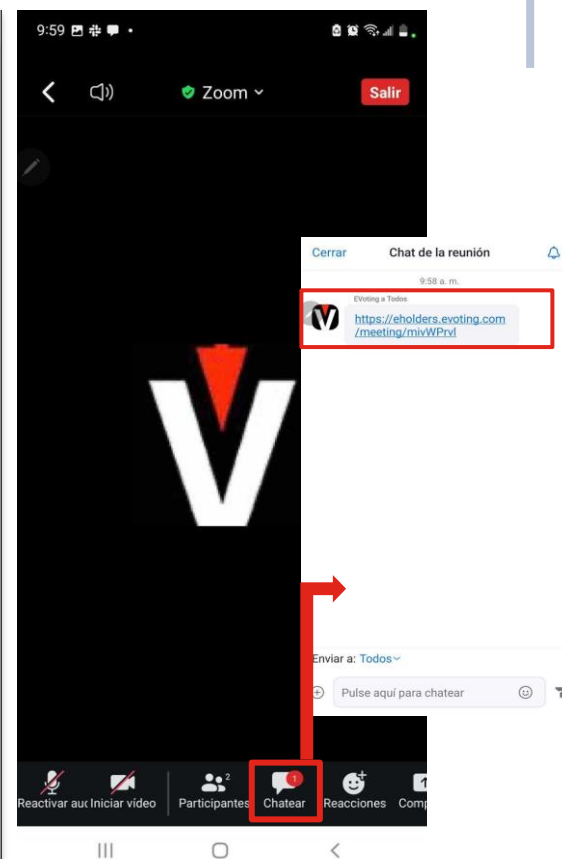 9:59
Zoom
Salir
Cerrar
Chat de la reunión
9:58 a. m.
EVoting a Todos
https://eholders.evoting.com
/meeting/mivWPrvl
Enviar a: Todos
Pulse aquí para chatear
2
1
Reactivar auc
Iniciar vídeo
Participantes
Chatear
Reacciones
Comp